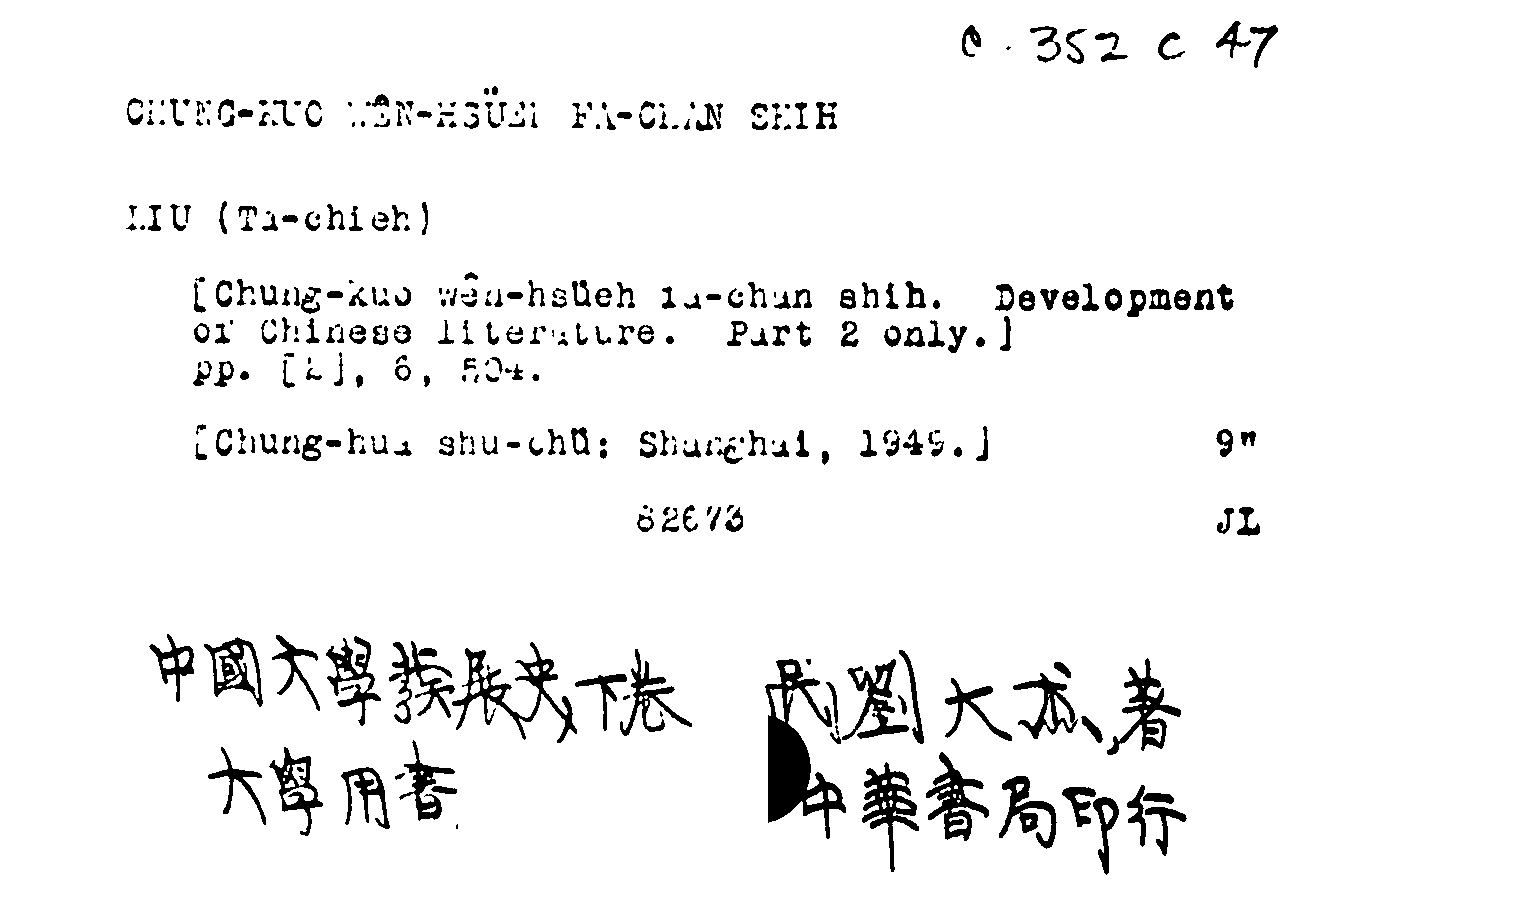 C. 352 C 47
CHUNG-KUO WÊN-HSÜEH FA-CHAN SHIH
LIU (Ta-chieh)
[Chung-kuo wên-hsüeh fa-chan shih. Development
of Chinese literature. Part 2 only.]
pp. [2], 6, 504.
[Chung-hua shu-chü: Shanghai, 1949.] 9"
82673 JL
中國大學發展史,下卷 民劉大杰,著
大學用書 中華書局印行